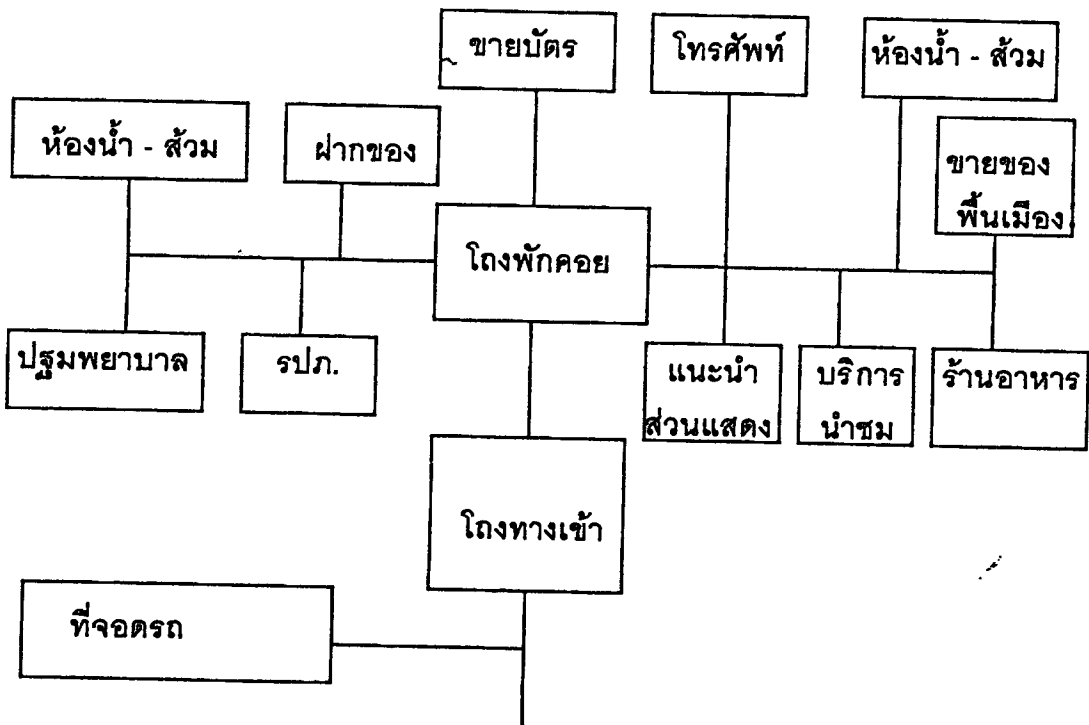 ขายบัตร
โทรศัพท์
ห้องน้ำ - ส้วม
ห้องน้ำ - ส้วม
ฝากของ
ขายของ
พื้นเมือง
โถงพักคอย
ปฐมพยาบาล
รปภ.
แนะนำ
ส่วนแสดง
บริการ
นำชม
ร้านอาหาร
โถงทางเข้า
ที่จอดรถ